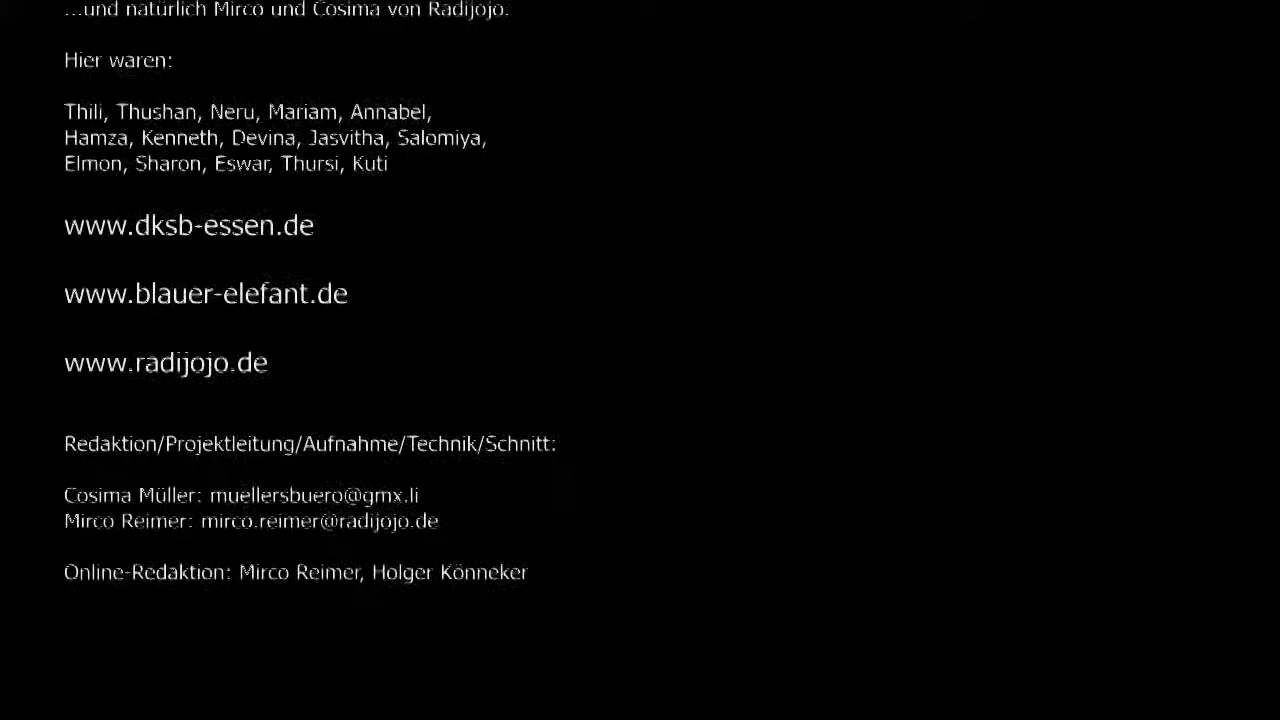 ...und natürlich Mirco und Cosima von Radijojo.
Hier waren:
Thili, Thushan, Neru, Mariam, Annabel,
Hamza, Kenneth, Devina, Jasvitha, Salomiya,
Elmon, Sharon, Eswar, Thursi, Kuti
www.dksb-essen.de
www.blauer-elefant.de
www.radijojo.de
Redaktion/Projektleitung/Aufnahme/Technik/Schnitt:
Cosima Müller: muellersbuero@gmx.li
Mirco Reimer: mirco.reimer@radijojo.de
Online-Redaktion: Mirco Reimer, Holger Könneker